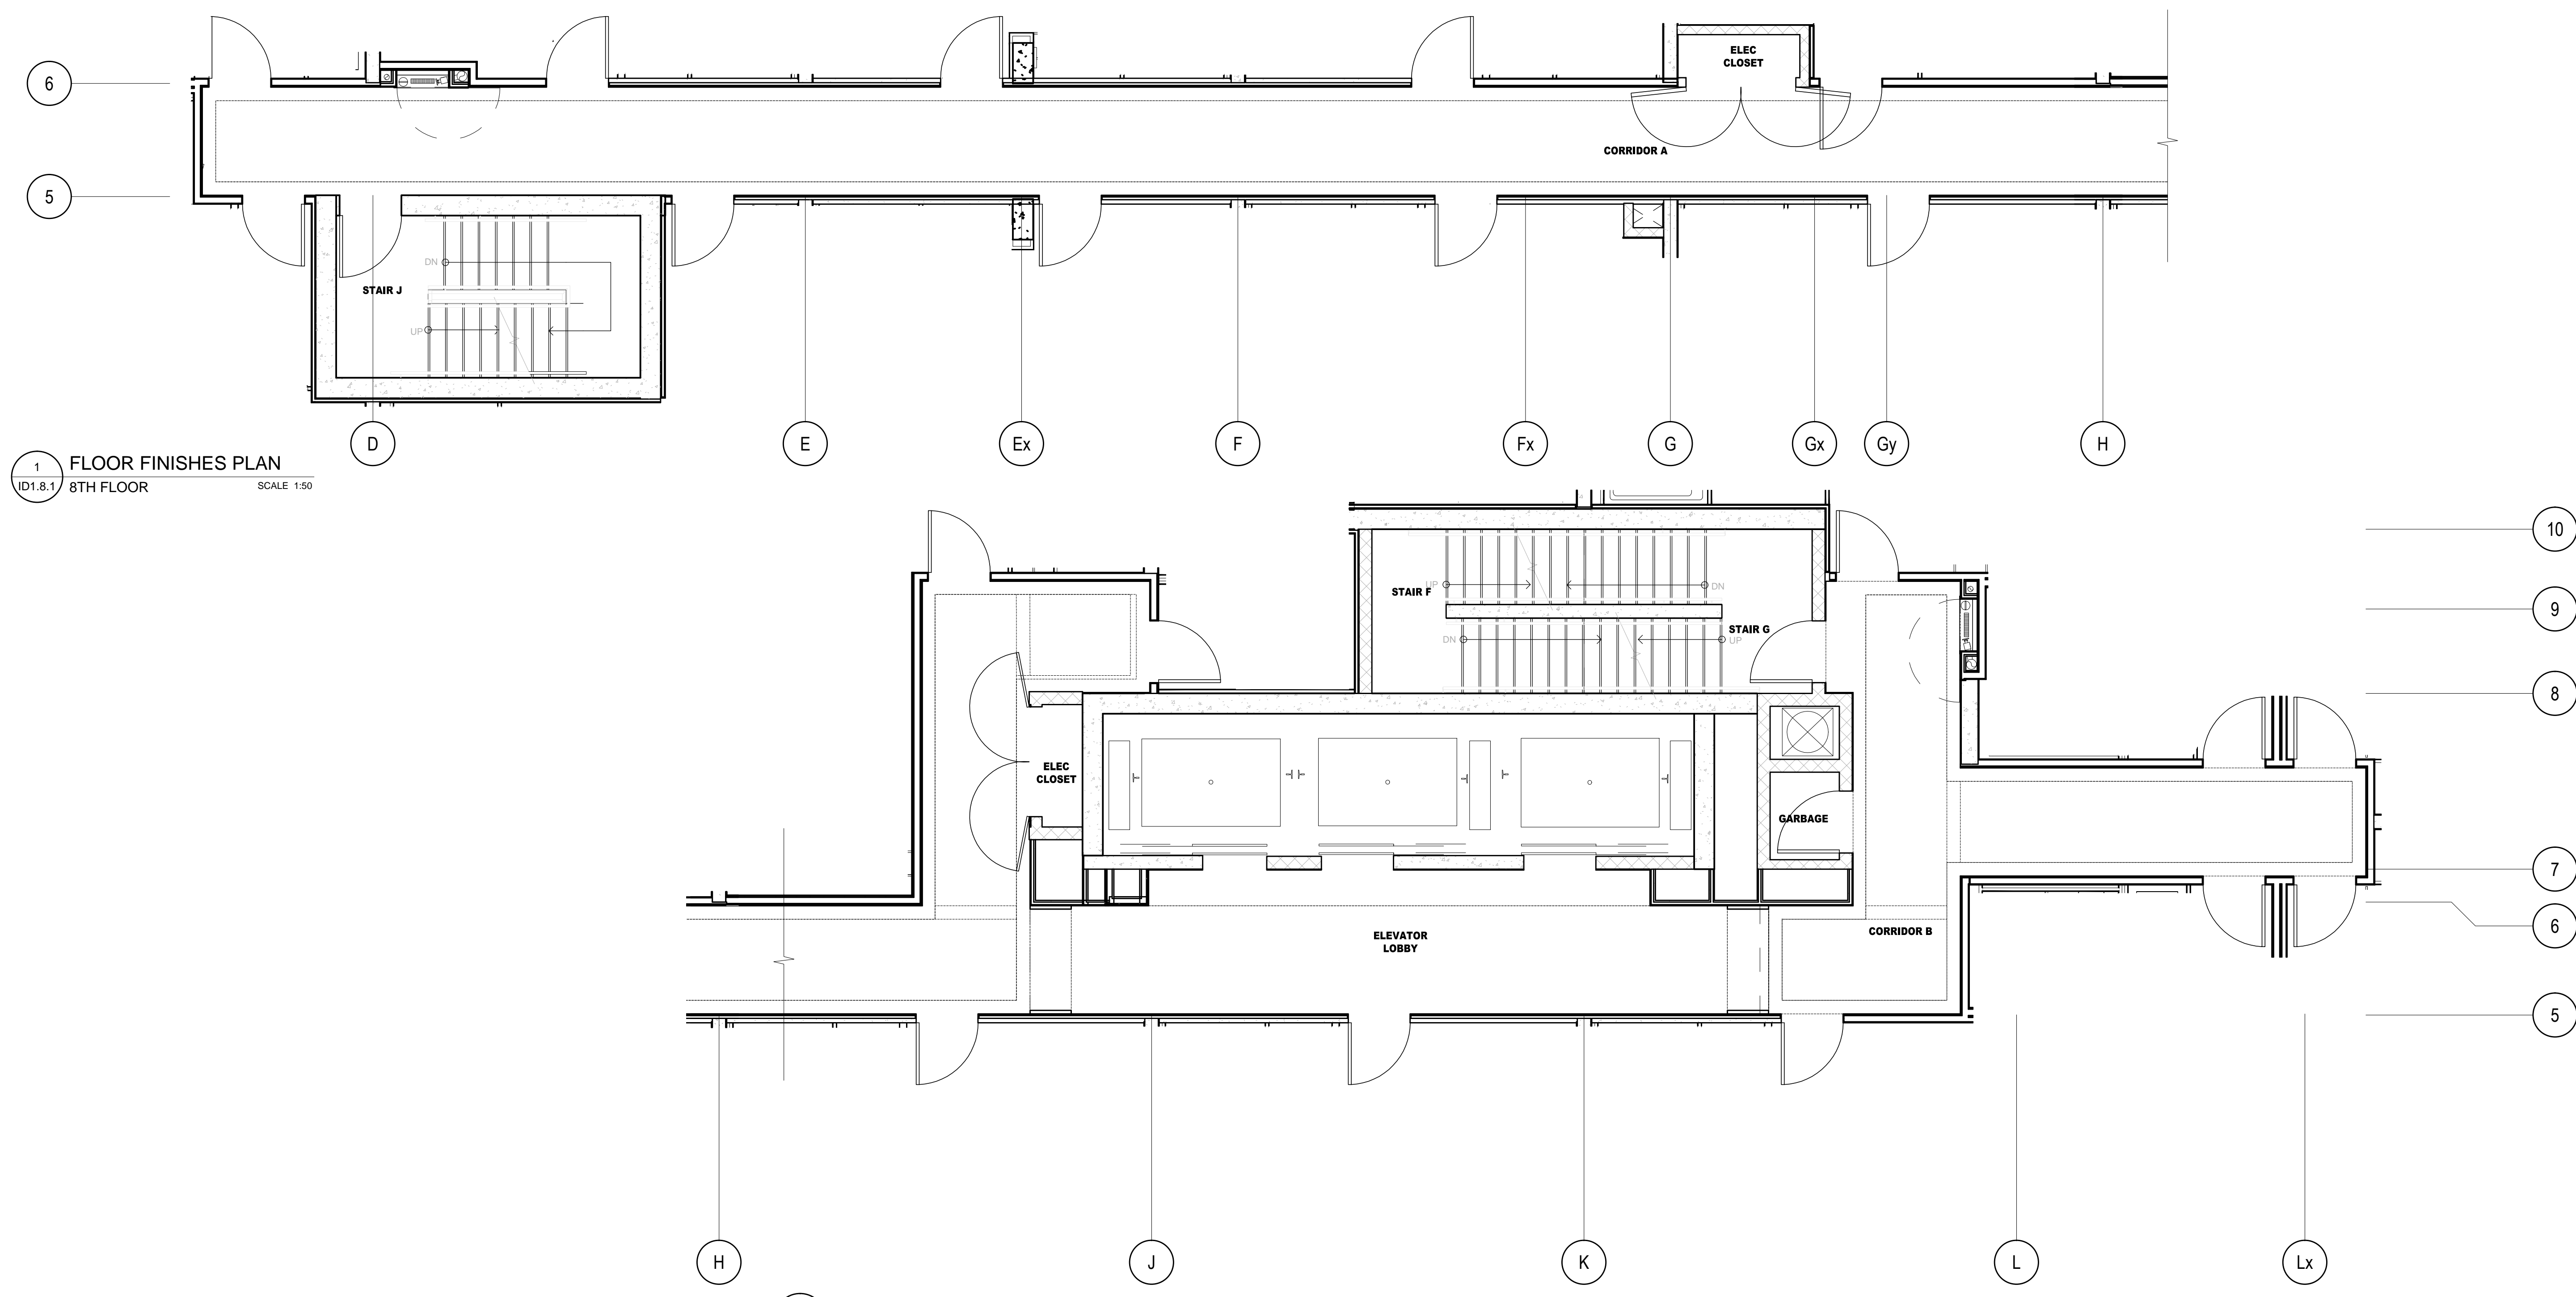 6
ELEC
CLOSET
CORRIDOR A
5
DN
STAIR J
UP
D
E
Ex
F
Fx
G
Gx
Gy
H
1
ID1.8.1
FLOOR FINISHES PLAN
8TH FLOOR
SCALE 1:50
10
UP
DN
STAIR F
9
STAIR G
DN
UP
8
ELEC
CLOSET
GARBAGE
7
ELEVATOR
LOBBY
CORRIDOR B
6
5
H
J
K
L
Lx